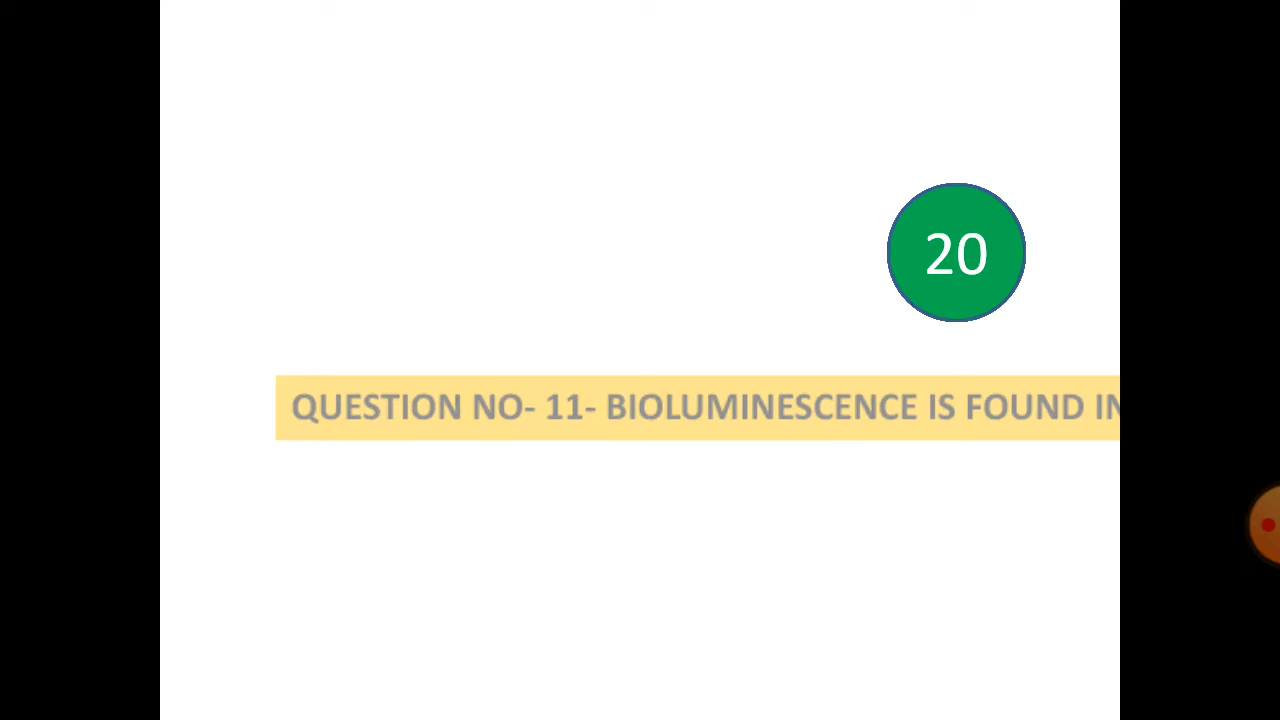 20
QUESTION NO- 11- BIOLUMINESCENCE IS FOUND IN